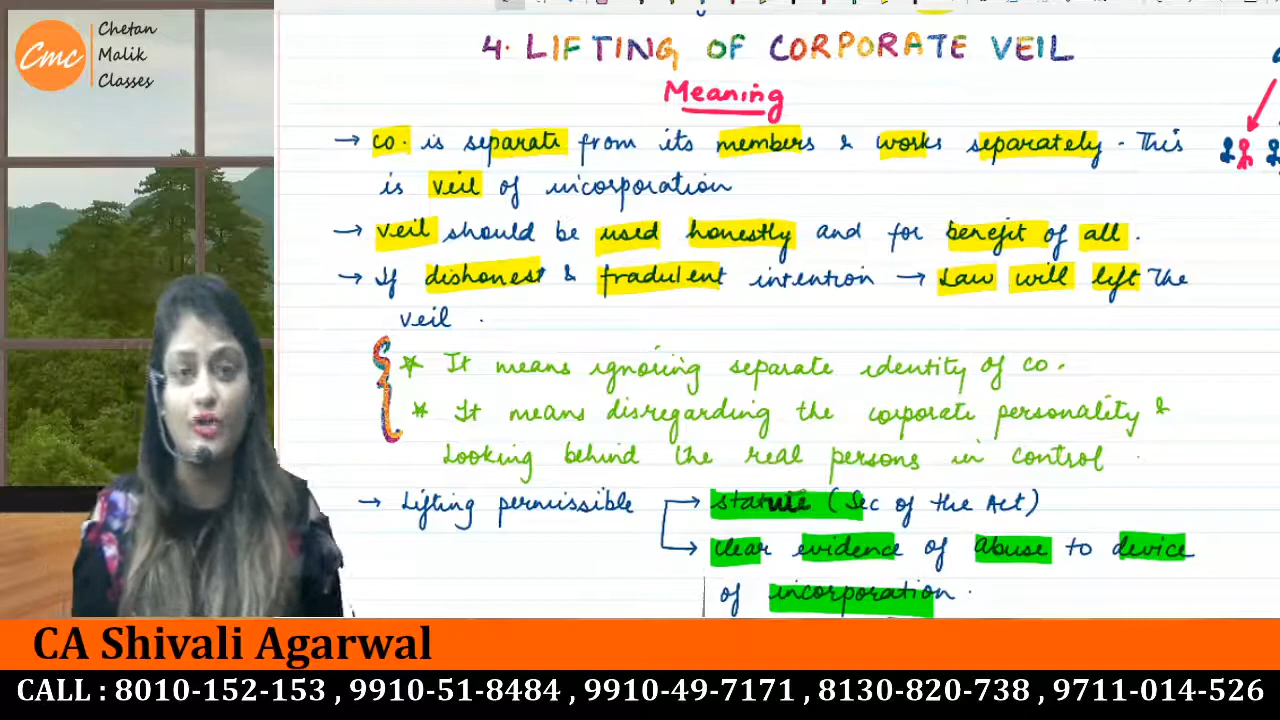 Cmc
Chetan
Malik
Classes
4. LIFTING OF CORPORATE VEIL
Meaning
→ co. is separate from its members & works separately. This
is veil of incorporation
→ veil should be used honestly and for benefit of all.
→ If dishonest & fradulent intention → Law will left the
veil.
* It means ignoring separate identity of co.
* It means disregarding the corporate personality &
Looking behind the real persons in control.
→ Lifting permissible → statute (Sec of the Act)
→ clear evidence of abuse to device
of incorporation.
CA Shivali Agarwal
CALL : 8010-152-153 , 9910-51-8484 , 9910-49-7171 , 8130-820-738 , 9711-014-526